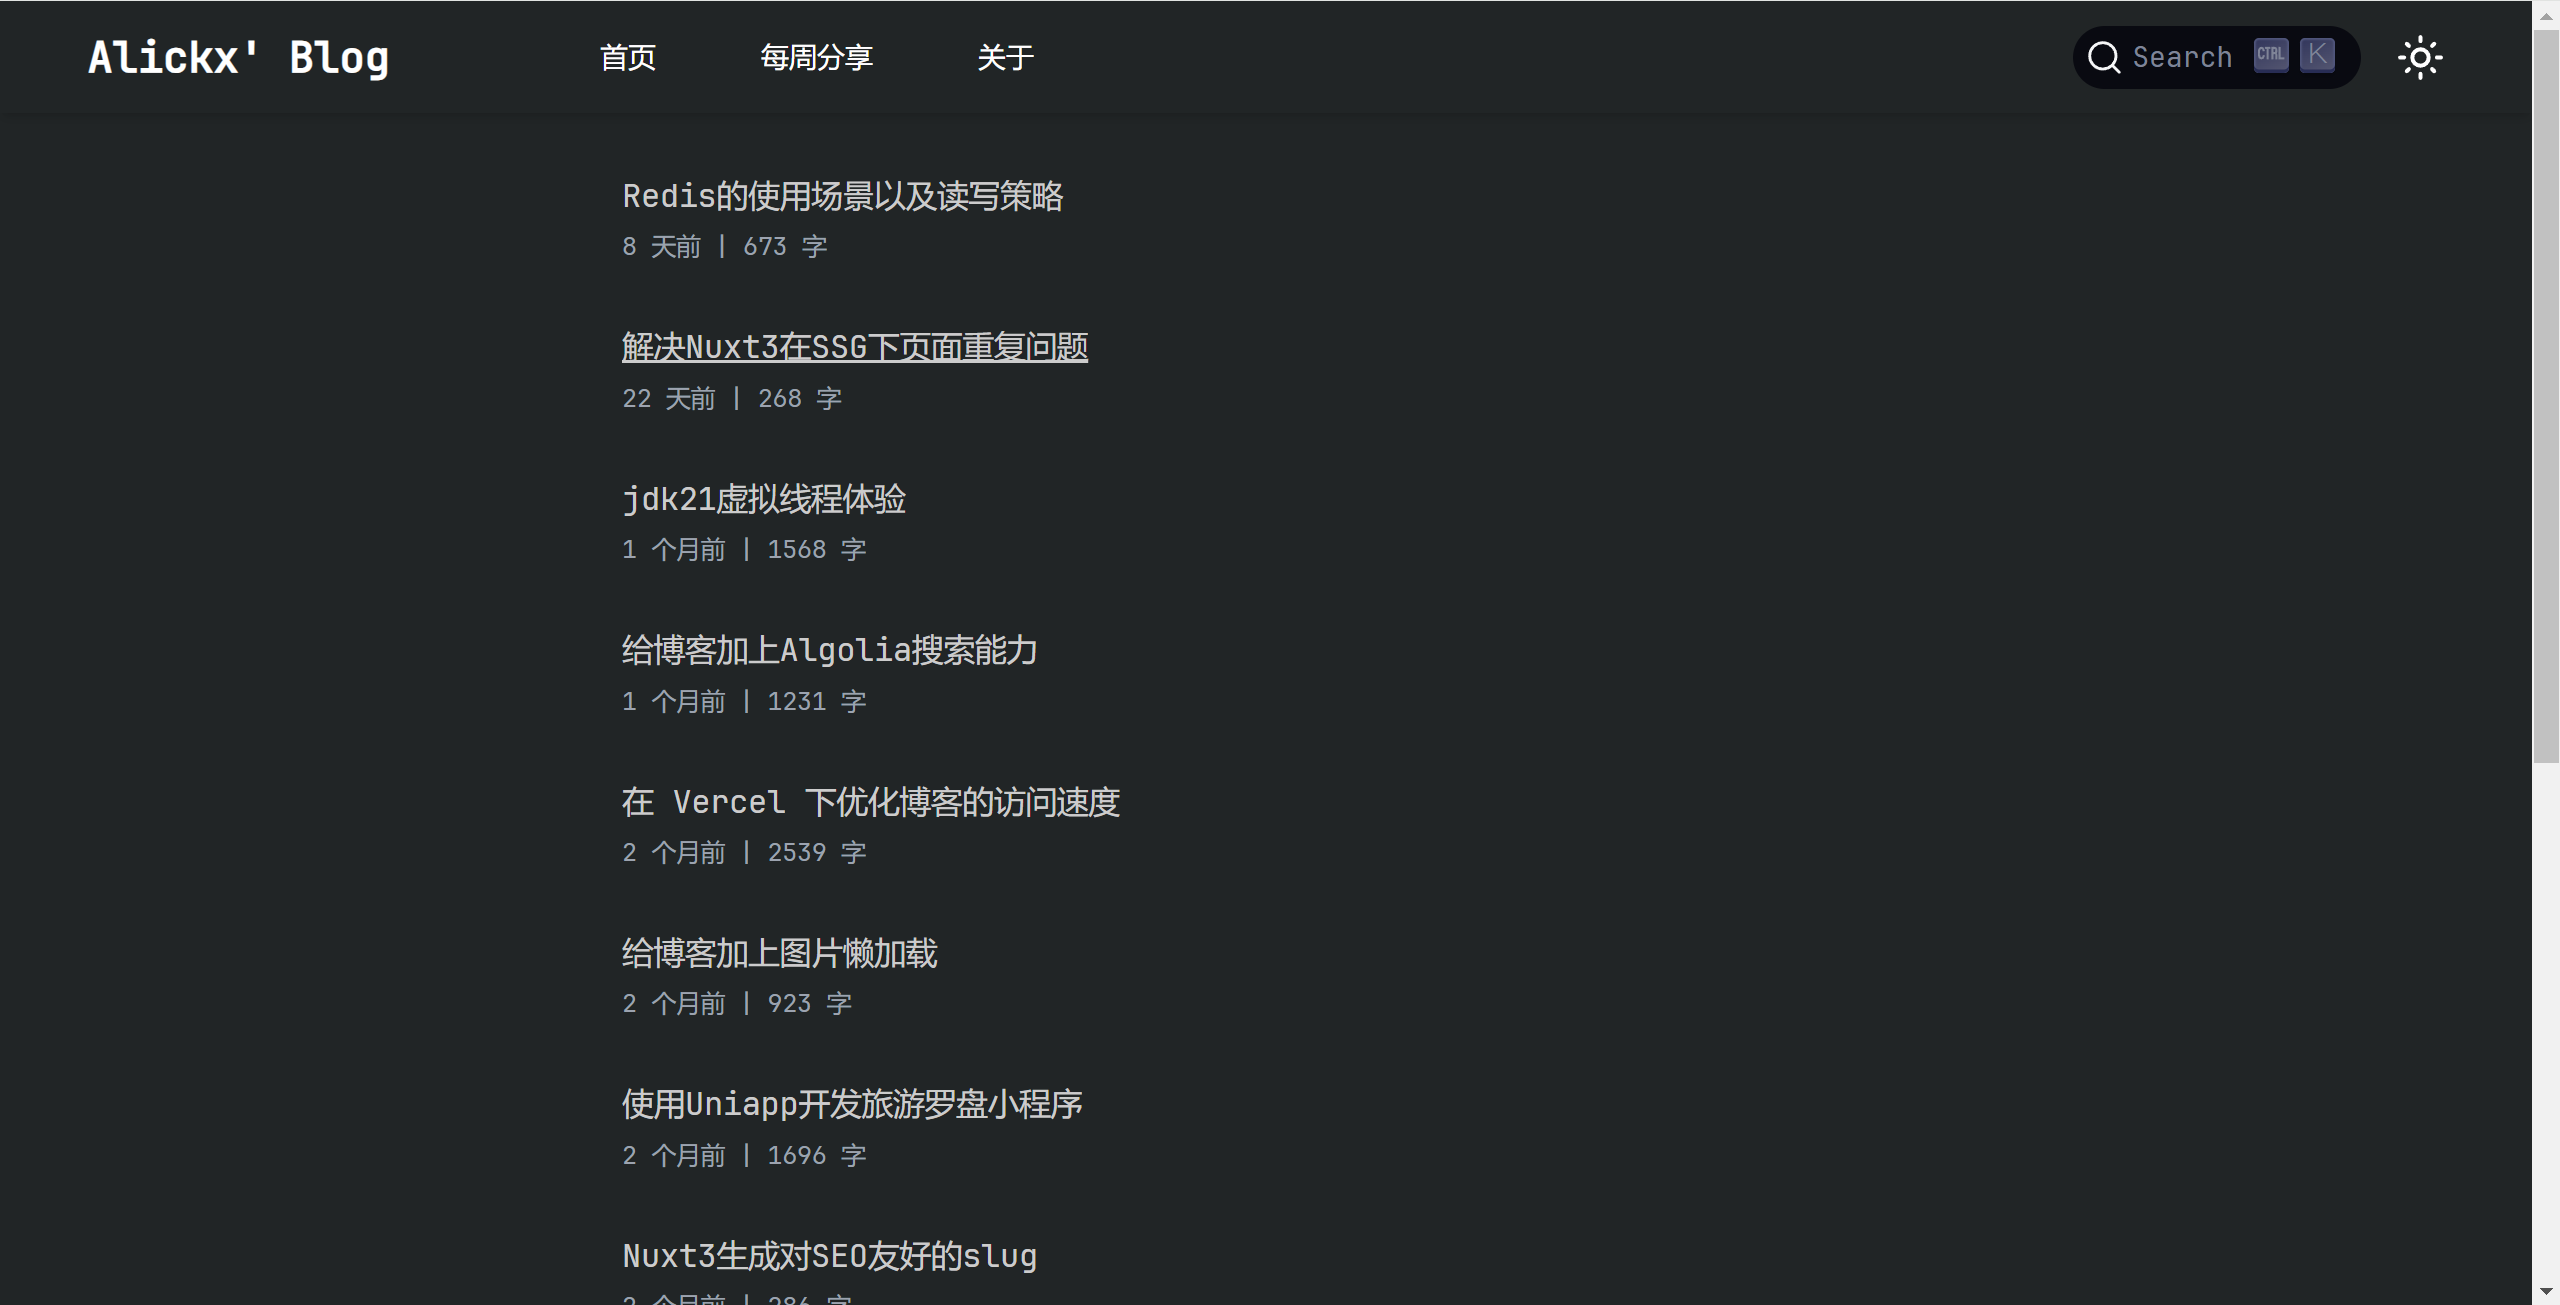 Alickx' Blog 首页 每周分享 关于 Search CTRL K
Redis的使用场景以及读写策略
8 天前 | 673 字
解决Nuxt3在SSG下页面重复问题
22 天前 | 268 字
jdk21虚拟线程体验
1 个月前 | 1568 字
给博客加上Algolia搜索能力
1 个月前 | 1231 字
在 Vercel 下优化博客的访问速度
2 个月前 | 2539 字
给博客加上图片懒加载
2 个月前 | 923 字
使用Uniapp开发旅游罗盘小程序
2 个月前 | 1696 字
Nuxt3生成对SEO友好的slug
个月前 | 字